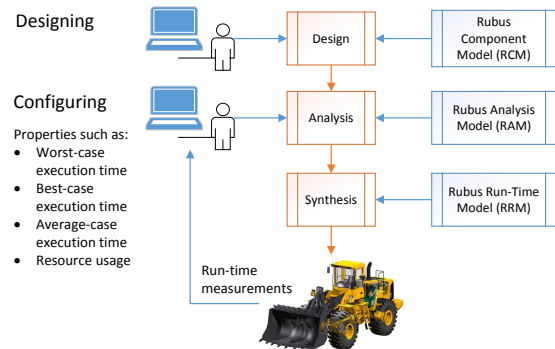 Designing
Design
Rubus
Component
Model (RCM)
Configuring
Properties such as:
• Worst-case
execution time
• Best-case
execution time
• Average-case
execution time
• Resource usage
Analysis
Rubus Analysis
Model (RAM)
Synthesis
Rubus Run-Time
Model (RRM)
Run-time
measurements